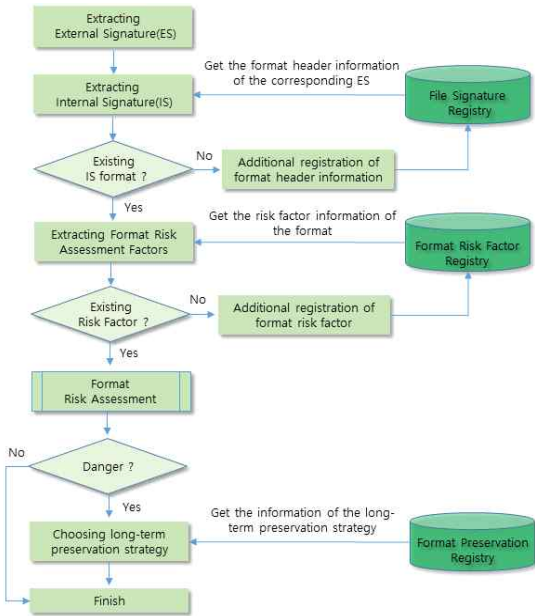 Extracting
External Signature(ES)
Get the format header information
of the corresponding ES
Extracting
Internal Signature(IS)
File Signature
Registry
Existing
IS format ?
No
Additional registration of
format header information
Yes
Get the risk factor information of
the format
Extracting Format Risk
Assessment Factors
Format Risk Factor
Registry
Existing
Risk Factor ?
No
Additional registration of
format risk factor
Yes
Format
Risk Assessment
No
Danger ?
Yes
Get the information of the long-
term preservation strategy
Choosing long-term
preservation strategy
Format Preservation
Registry
Finish